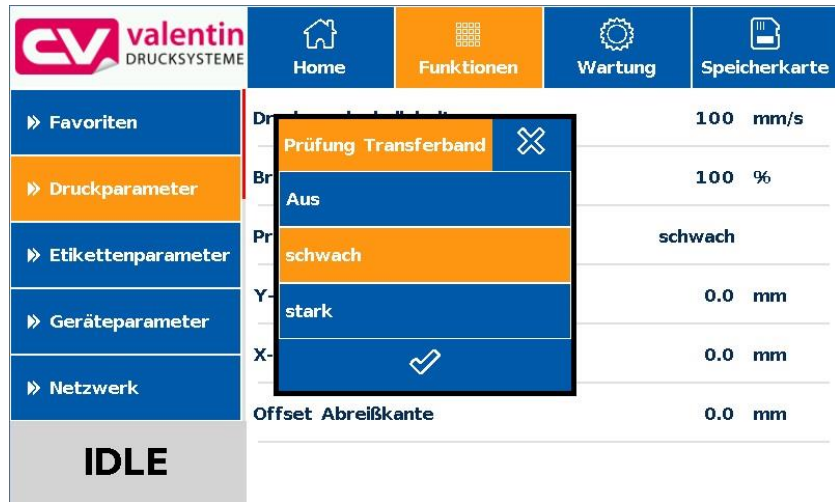 valentin
DRUCKSYSTEME
Home
Funktionen
Wartung
Speicherkarte
Favoriten
Druckparameter
Etikettenparameter
Geräteparameter
Netzwerk
IDLE
100 mm/s
100 %
schwach
0.0 mm
0.0 mm
Offset Abreißkante 0.0 mm
Prüfung Transferband
Aus
schwach
stark